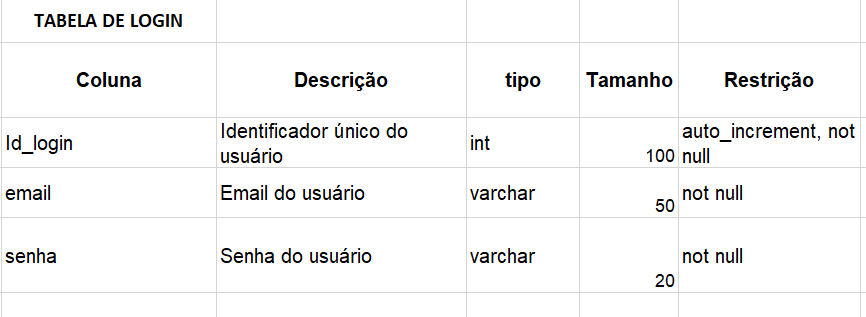 TABELA DE LOGIN
Coluna Descrição tipo Tamanho Restrição
Id_login Identificador único do usuário int 100 auto_increment, not null
email Email do usuário varchar 50 not null
senha Senha do usuário varchar 20 not null